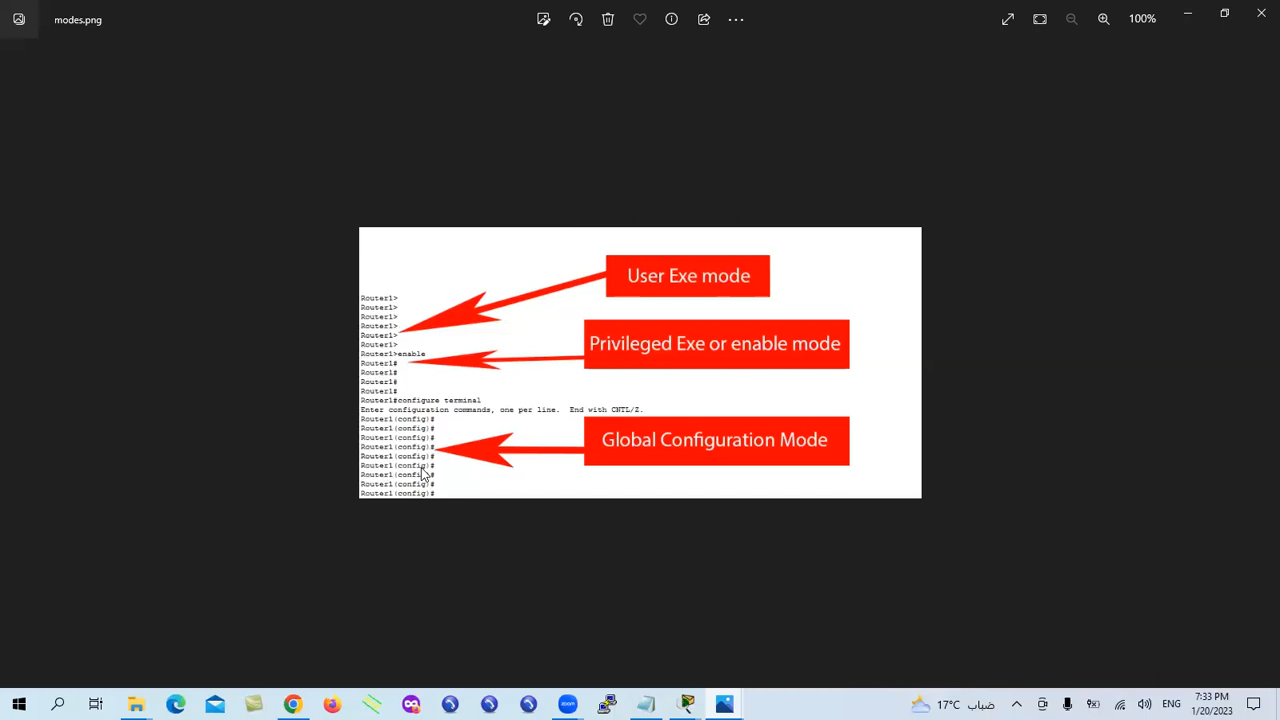 modes.png
100%
User Exe mode
Router1>
Router1>
Router1>
Router1>
Router1>
Privileged Exe or enable mode
Router1>
Router1>enable
Router1#
Router1#
Router1#
Router1#
Router1#configure terminal
Enter configuration commands, one per line.  End with CNTL/Z.
Router1(config)#
Router1(config)#
Global Configuration Mode
Router1(config)#
Router1(config)#
Router1(config)#
Router1(config)#
Router1(config)#
Router1(config)#
Router1(config)#
zoom
17°C ضباب
ENG
7:33 PM
1/20/2023